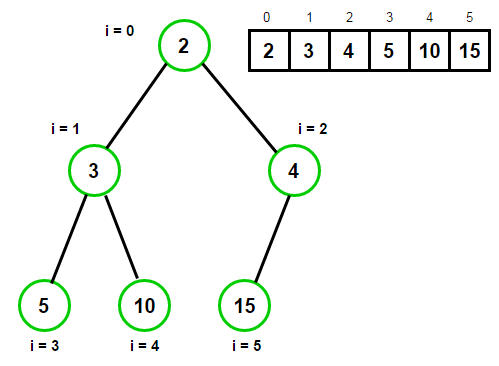 0 1 2 3 4 5
i = 0
2
2 3 4 5 10 15
i = 1 i = 2
3 4
5 10 15
i = 3 i = 4 i = 5